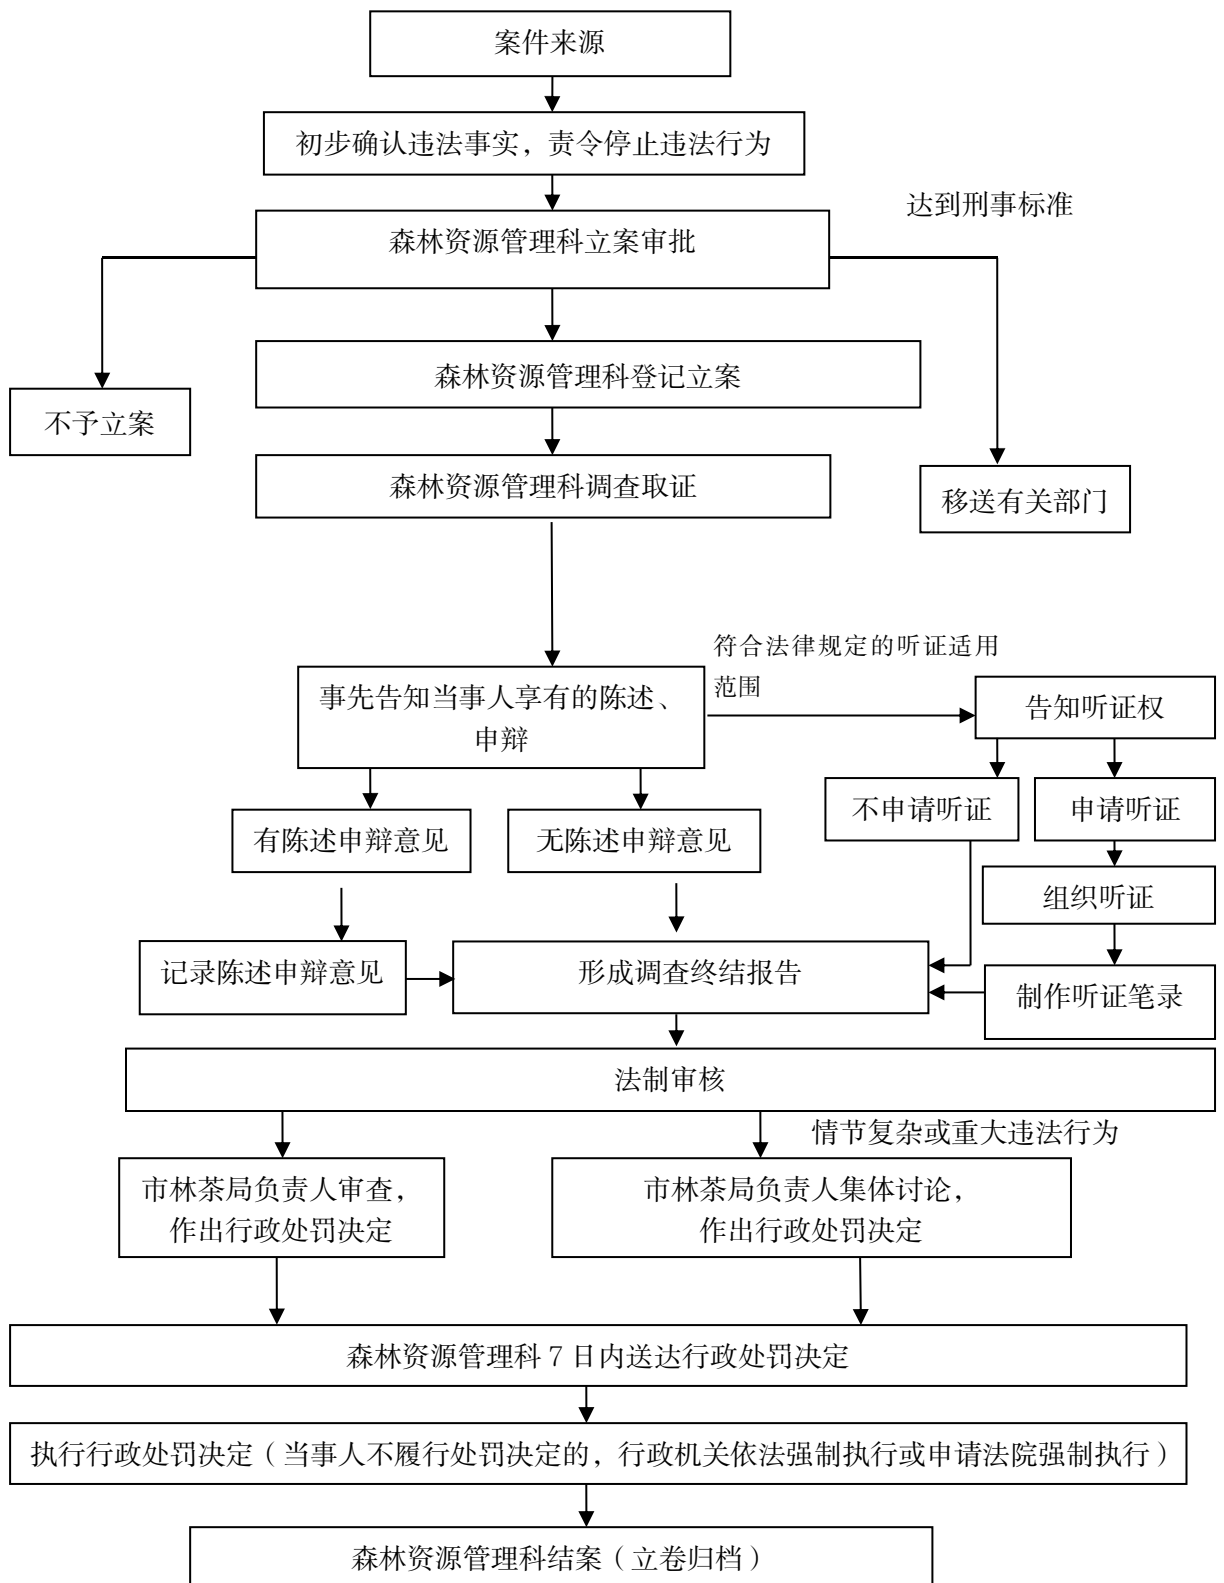 案件来源
初步确认违法事实，责令停止违法行为
达到刑事标准
森林资源管理科立案审批
森林资源管理科登记立案
不予立案
森林资源管理科调查取证
移送有关部门
符合法律规定的听证适用
范围
事先告知当事人享有的陈述、
申辩
告知听证权
不申请听证
申请听证
有陈述申辩意见
无陈述申辩意见
组织听证
记录陈述申辩意见
形成调查终结报告
制作听证笔录
法制审核
情节复杂或重大违法行为
市林茶局负责人审查，
作出行政处罚决定
市林茶局负责人集体讨论，
作出行政处罚决定
森林资源管理科 7 日内送达行政处罚决定
执行行政处罚决定（当事人不履行处罚决定的，行政机关依法强制执行或申请法院强制执行）
森林资源管理科结案（立卷归档）